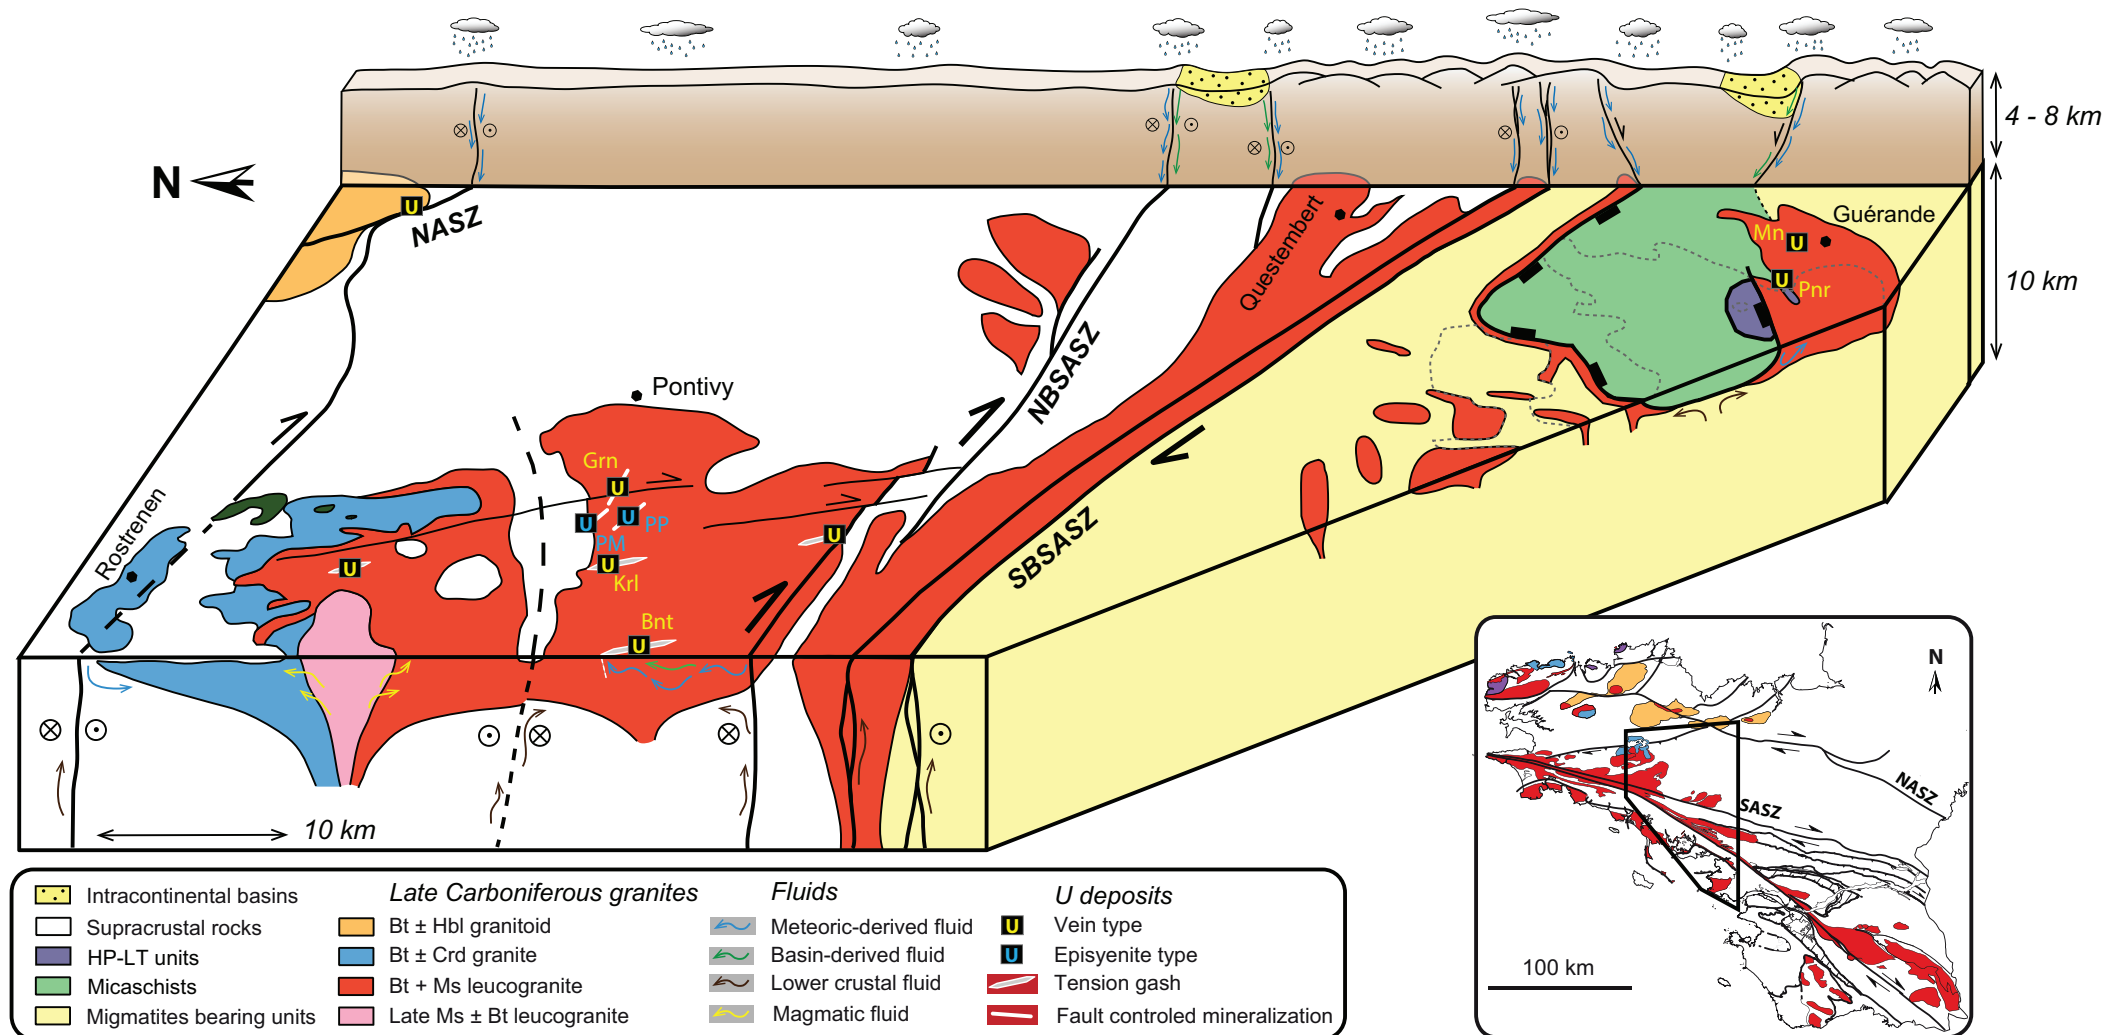 4 - 8 km
N
10 km
NASZ
Questembert
Guérande
Mn
Pnr
NBSASZ
Pontivy
Grn
PP
PM
Krl
Bnt
SBSASZ
Rostrenen
U
U
U
U
U
U
U
U
U
U
10 km
N
NASZ
SASZ
100 km
Intracontinental basins
Supracrustal rocks
HP-LT units
Micaschists
Migmatites bearing units
Late Carboniferous granites
Bt ± Hbl granitoid
Bt ± Crd granite
Bt + Ms leucogranite
Late Ms ± Bt leucogranite
Fluids
Meteoric-derived fluid
Basin-derived fluid
Lower crustal fluid
Magmatic fluid
U deposits
U
Vein type
U
Episyenite type
Tension gash
Fault controled mineralization